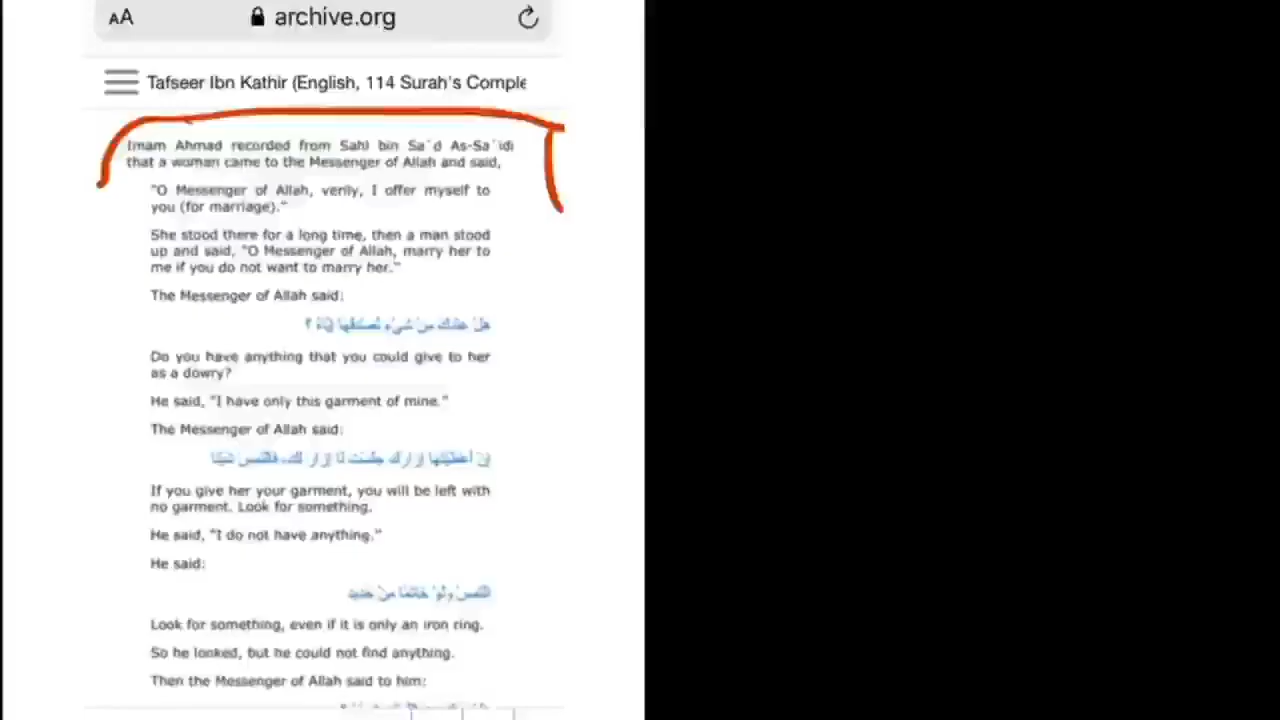 AA archive.org
Tafseer Ibn Kathir (English, 114 Surah's Comple
Imam Ahmad recorded from Sahl bin Sa`d As-Sa`idi
that a woman came to the Messenger of Allah and said,
"O Messenger of Allah, verily, I offer myself to
you (for marriage)."
She stood there for a long time, then a man stood
up and said, "O Messenger of Allah, marry her to
me if you do not want to marry her."
The Messenger of Allah said:
هَلْ عِنْدَكَ مِنْ شَيْءٍ تُصْدِقُهَا إِيَّاهُ ؟
Do you have anything that you could give to her
as a dowry?
He said, "I have only this garment of mine."
The Messenger of Allah said:
إِنْ أَعْطَيْتَهَا إِزَارَكَ جَلَسْتَ لَا إِزَارَ لَكَ، فَالْتَمِسْ شَيْئًا
If you give her your garment, you will be left with
no garment. Look for something.
He said, "I do not have anything."
He said:
الْتَمِسْ وَلَوْ خَاتَمًا مِنْ حَدِيدٍ
Look for something, even if it is only an iron ring.
So he looked, but he could not find anything.
Then the Messenger of Allah said to him: